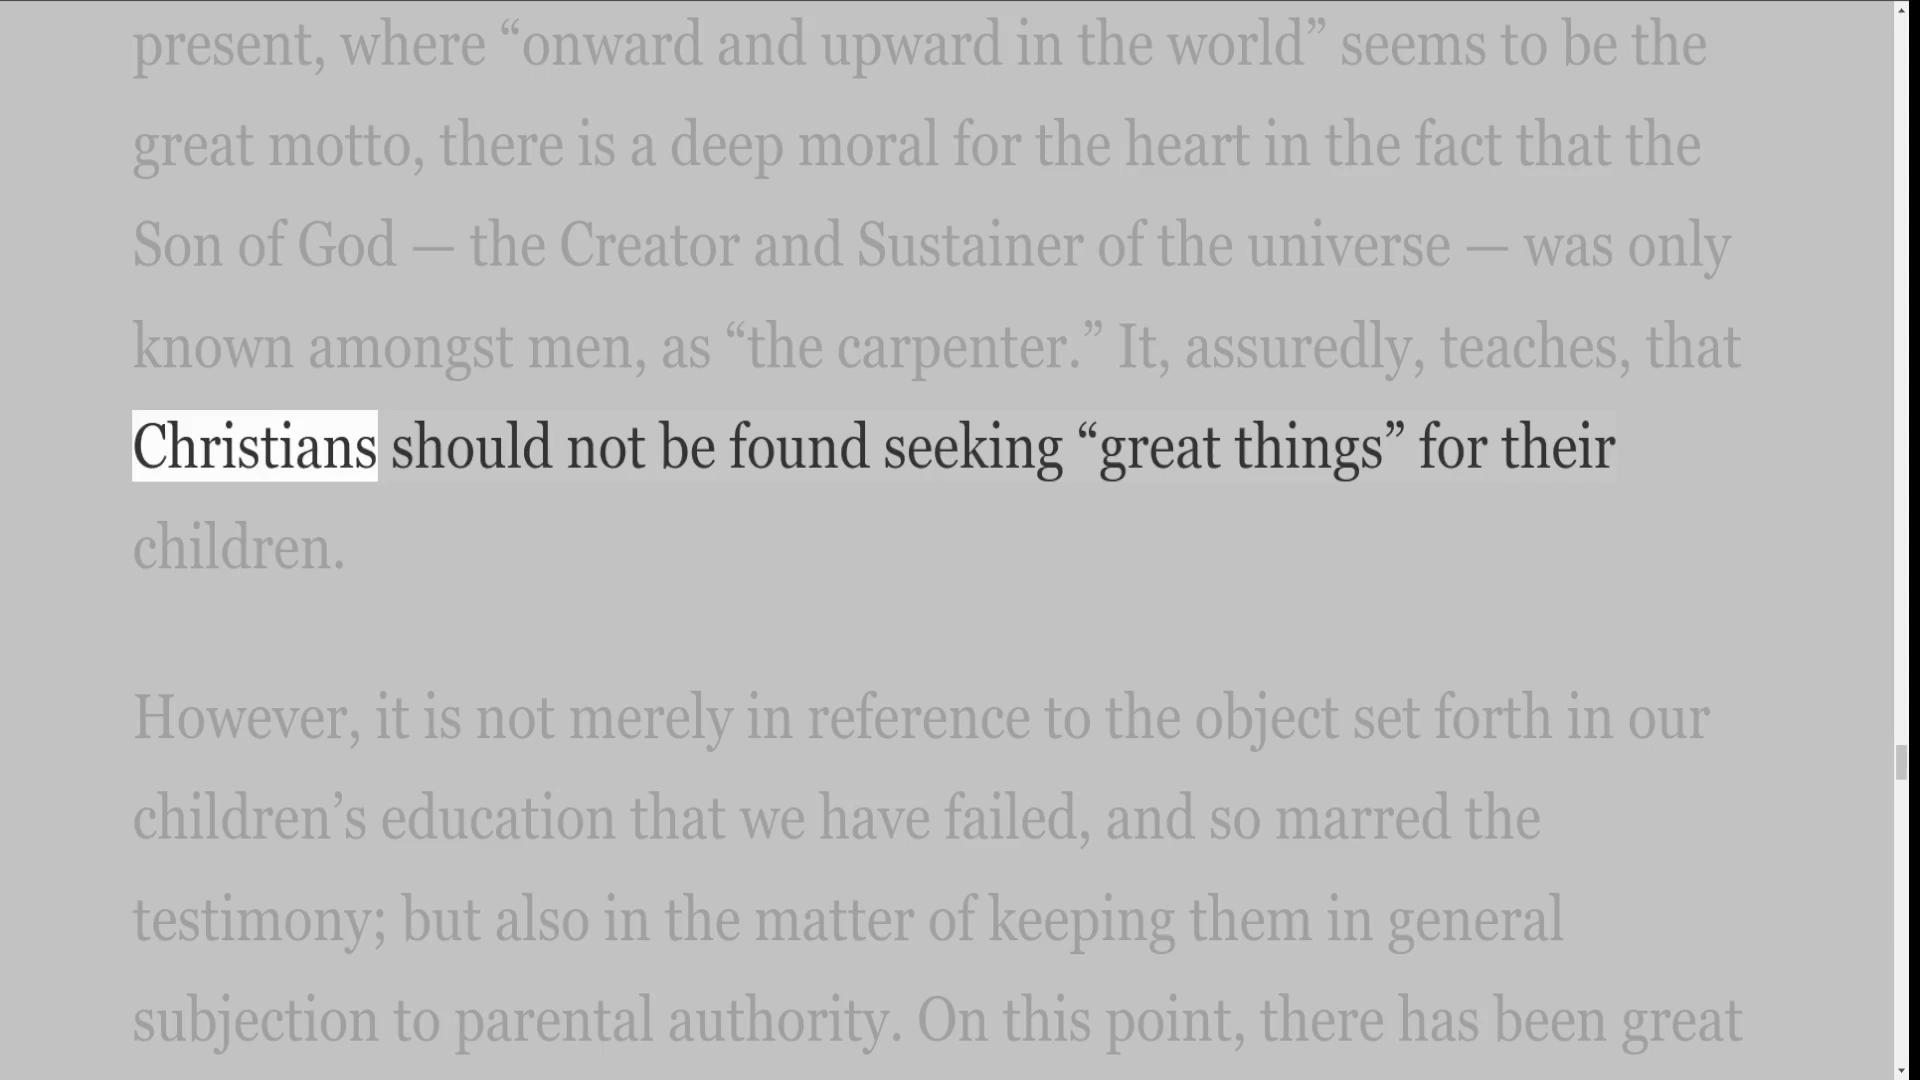 present, where “onward and upward in the world” seems to be the
great motto, there is a deep moral for the heart in the fact that the
Son of God — the Creator and Sustainer of the universe — was only
known amongst men, as “the carpenter.” It, assuredly, teaches, that
Christians should not be found seeking “great things” for their
children.
However, it is not merely in reference to the object set forth in our
children’s education that we have failed, and so marred the
testimony; but also in the matter of keeping them in general
subjection to parental authority. On this point, there has been great